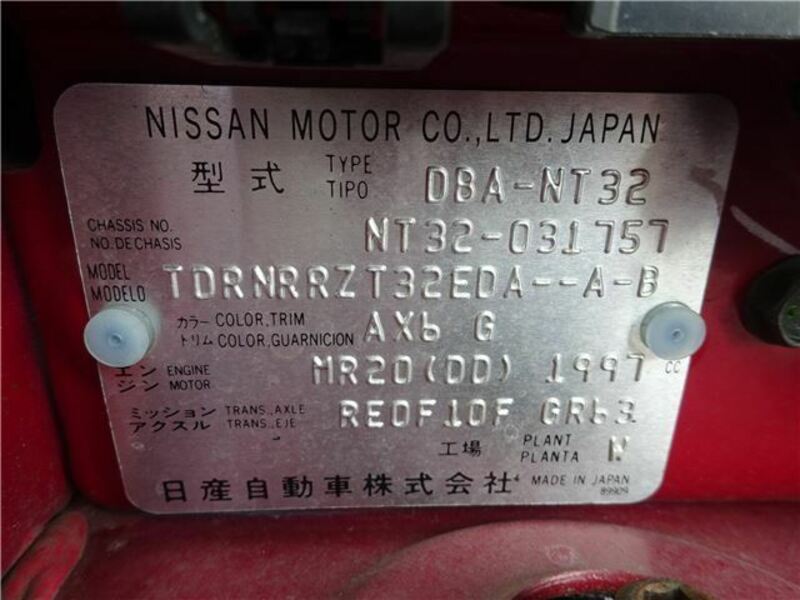 NISSAN MOTOR CO.,LTD. JAPAN
型式 TYPE TIPO DBA-NT32
CHASSIS NO. NO. DE CHASIS NT32-031757
MODEL MODELO TDRNRRZT32EDA--A-B
カラー COLOR,TRIM トリム COLOR,GUARNICION AX6 G
エンジン ENGINE MOTOR MR20(DD) 1997 CC
ミッション TRANS.,AXLE アクスル TRANS.,EJE RE0F10F GR63
工場 PLANT PLANTA W
日産自動車株式会社 MADE IN JAPAN
89909